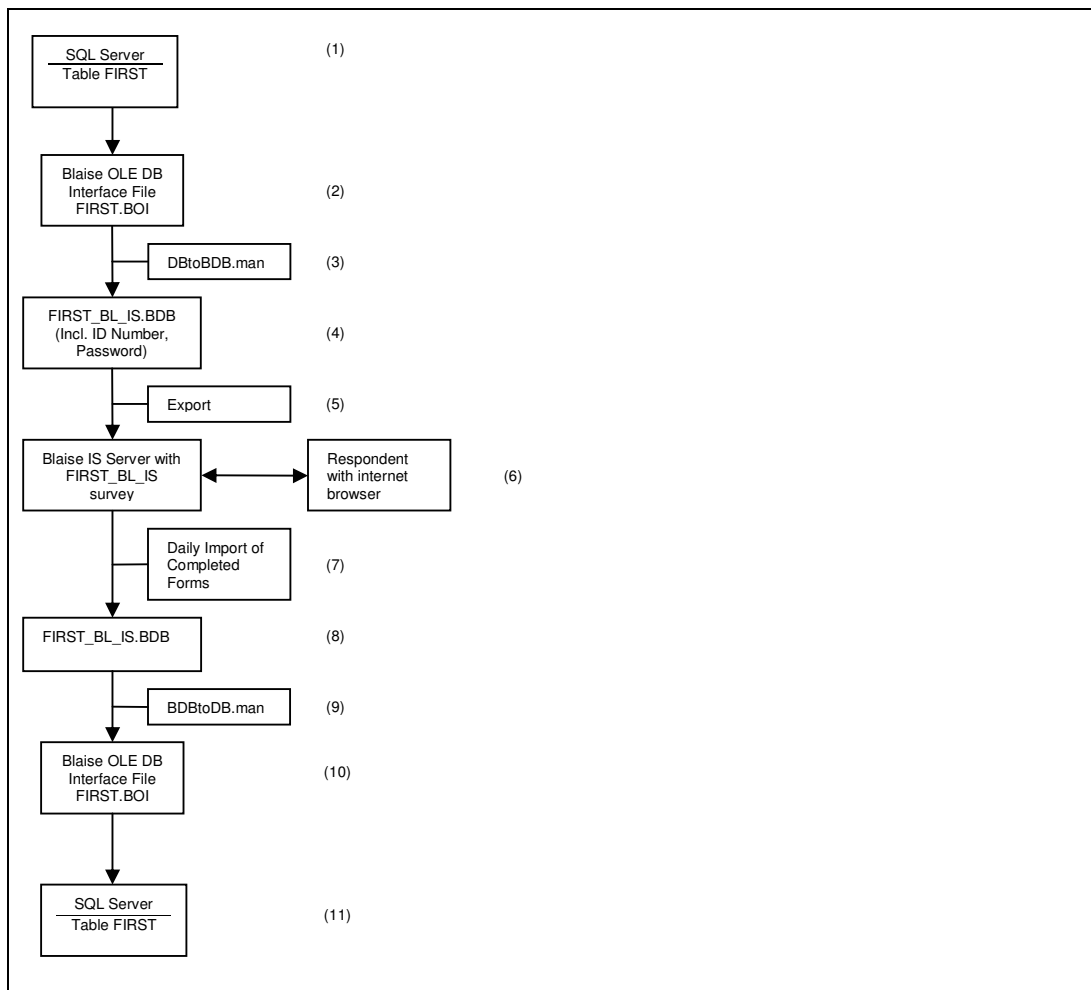 SQL Server
Table FIRST
(1)
Blaise OLE DB
Interface File
FIRST.BOI
(2)
DBtoBDB.man
(3)
FIRST_BL_IS.BDB
(Incl. ID Number,
Password)
(4)
Export
(5)
Blaise IS Server with
FIRST_BL_IS
survey
Respondent
with internet
browser
(6)
Daily Import of
Completed
Forms
(7)
FIRST_BL_IS.BDB
(8)
BDBtoDB.man
(9)
Blaise OLE DB
Interface File
FIRST.BOI
(10)
SQL Server
Table FIRST
(11)